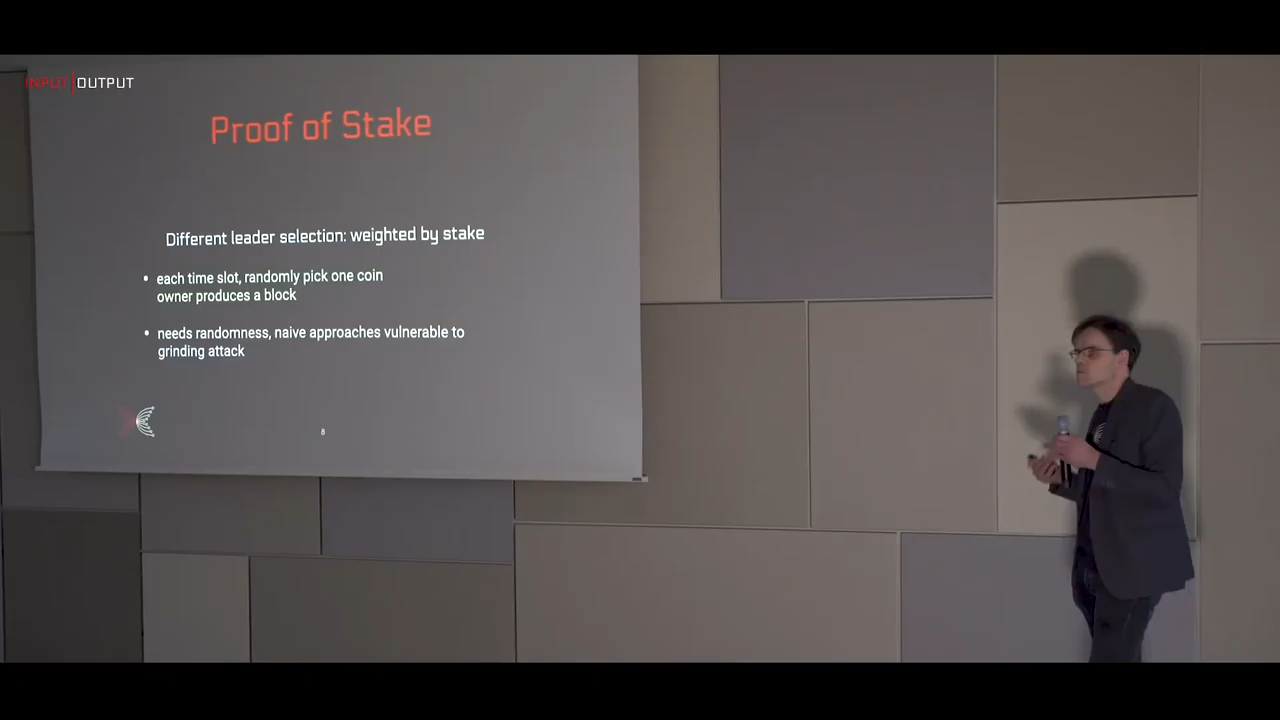 INPUT|OUTPUT
Proof of Stake
Different leader selection: weighted by stake
• each time slot, randomly pick one coin
owner produces a block
• needs randomness, naive approaches vulnerable to
grinding attack
8